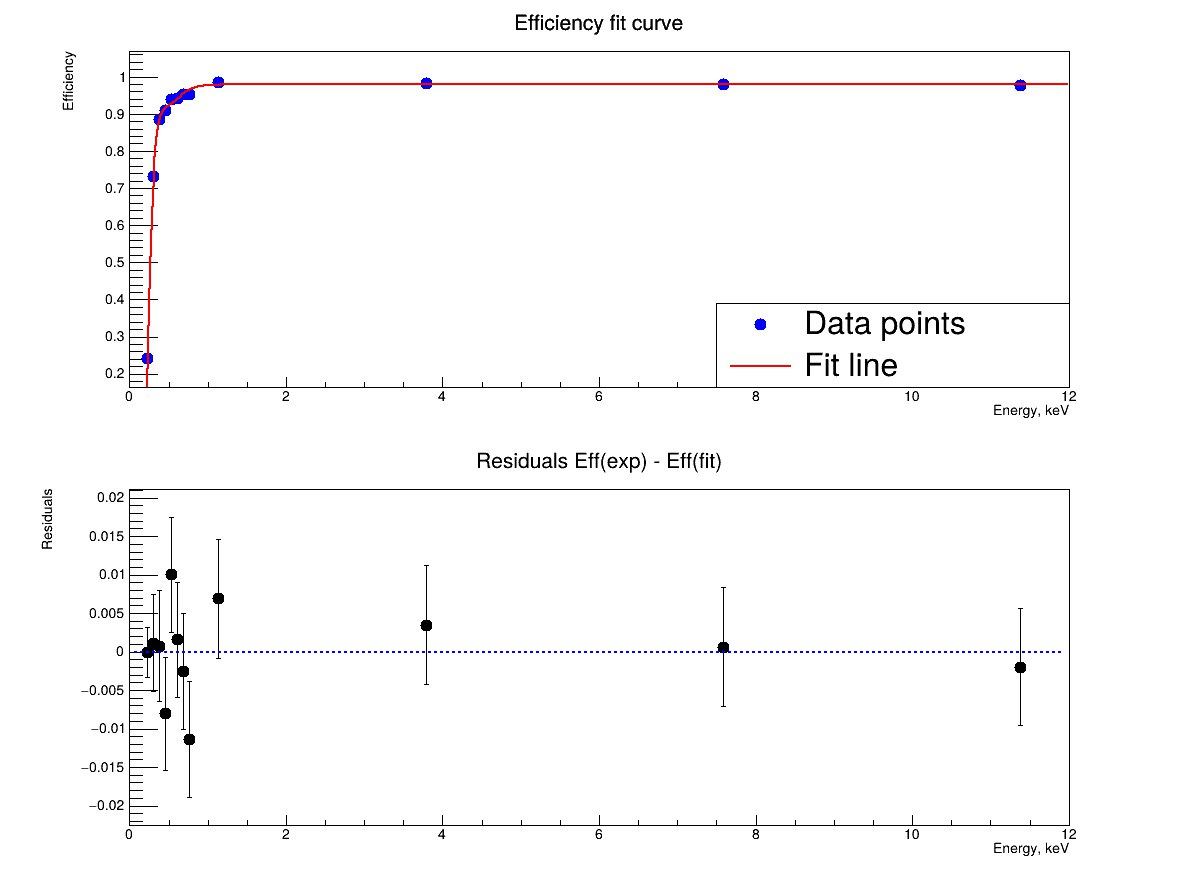 Efficiency fit curve
Efficiency
1
0.9
0.8
0.7
0.6
0.5
0.4
0.3
0.2
Data points
Fit line
0 2 4 6 8 10 12
Energy, keV
Residuals Eff(exp) - Eff(fit)
Residuals
0.02
0.015
0.01
0.005
0
−0.005
−0.01
−0.015
−0.02
0 2 4 6 8 10 12
Energy, keV